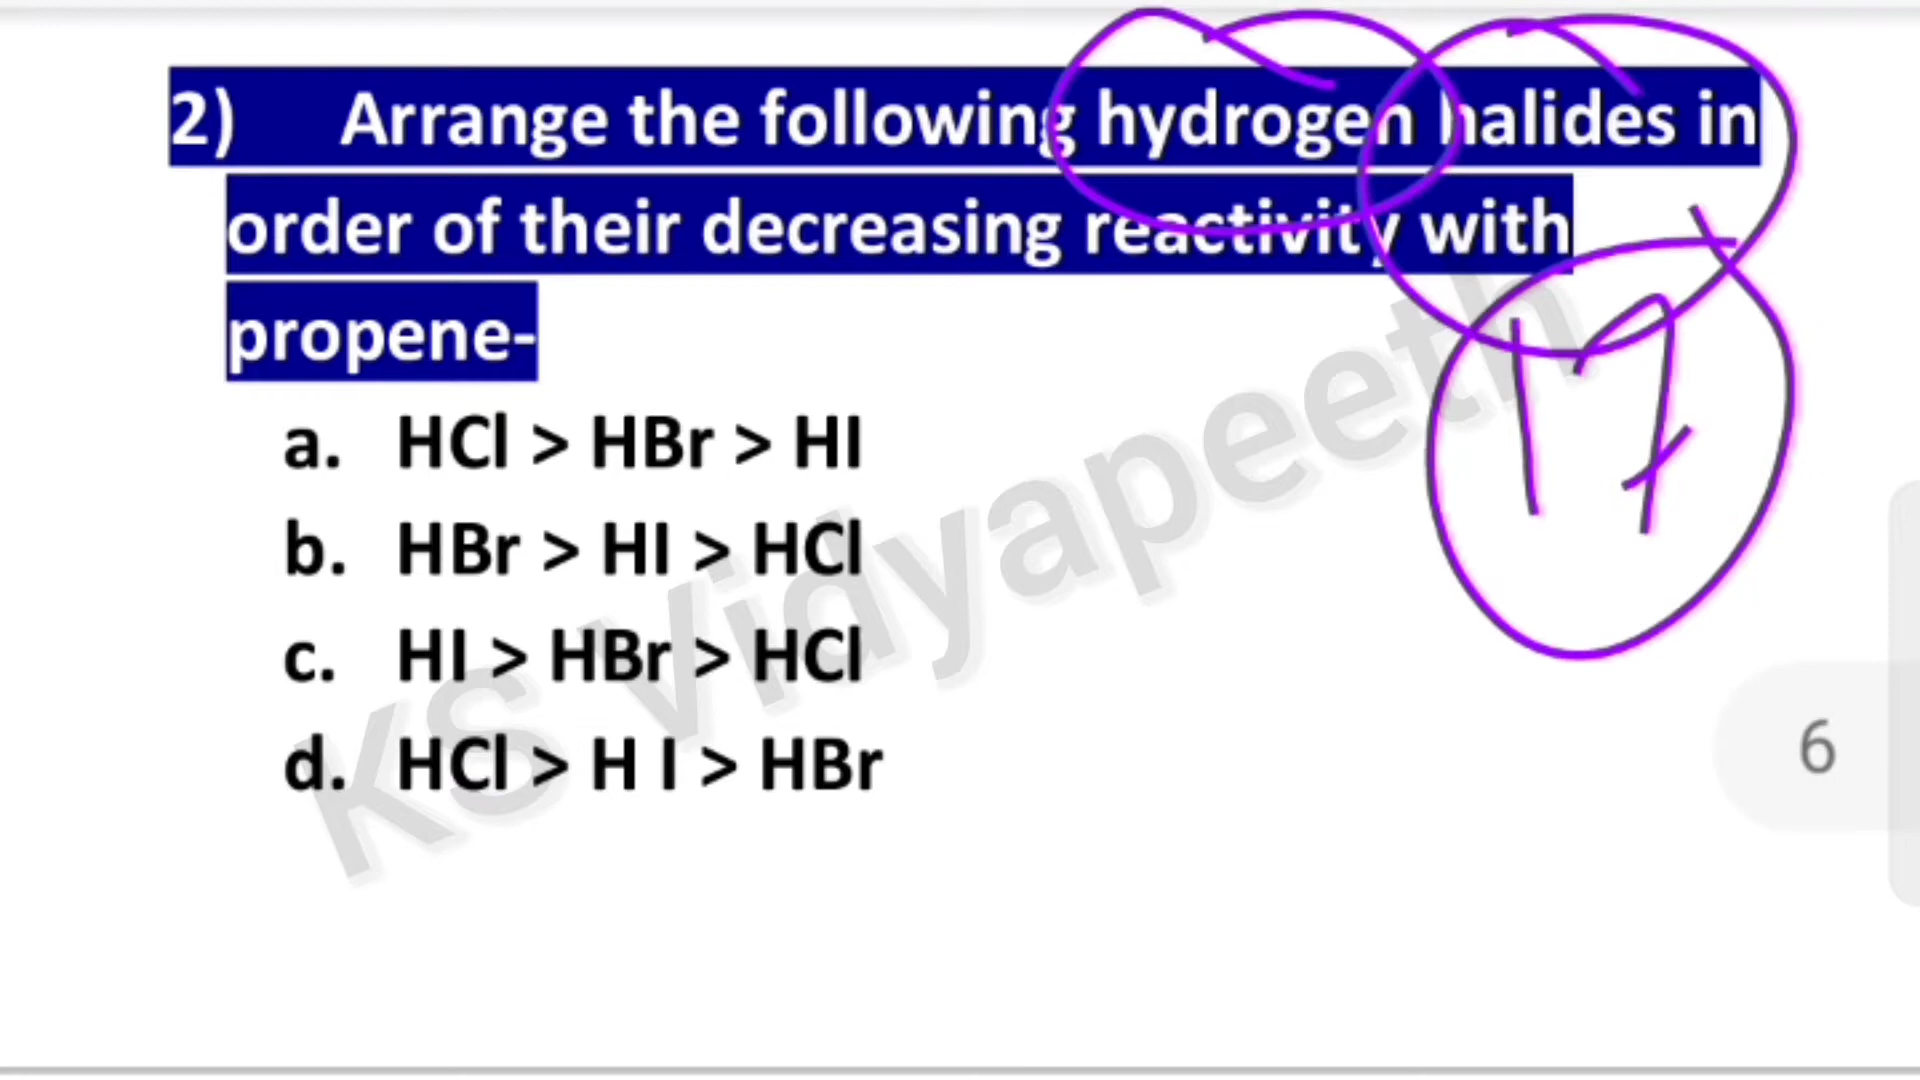 2) Arrange the following hydrogen halides in
order of their decreasing reactivity with
propene-
a. HCl > HBr > HI
b. HBr > HI > HCl
c. HI > HBr > HCl
d. HCl > H I > HBr
KS Vidyapeeth
17
6